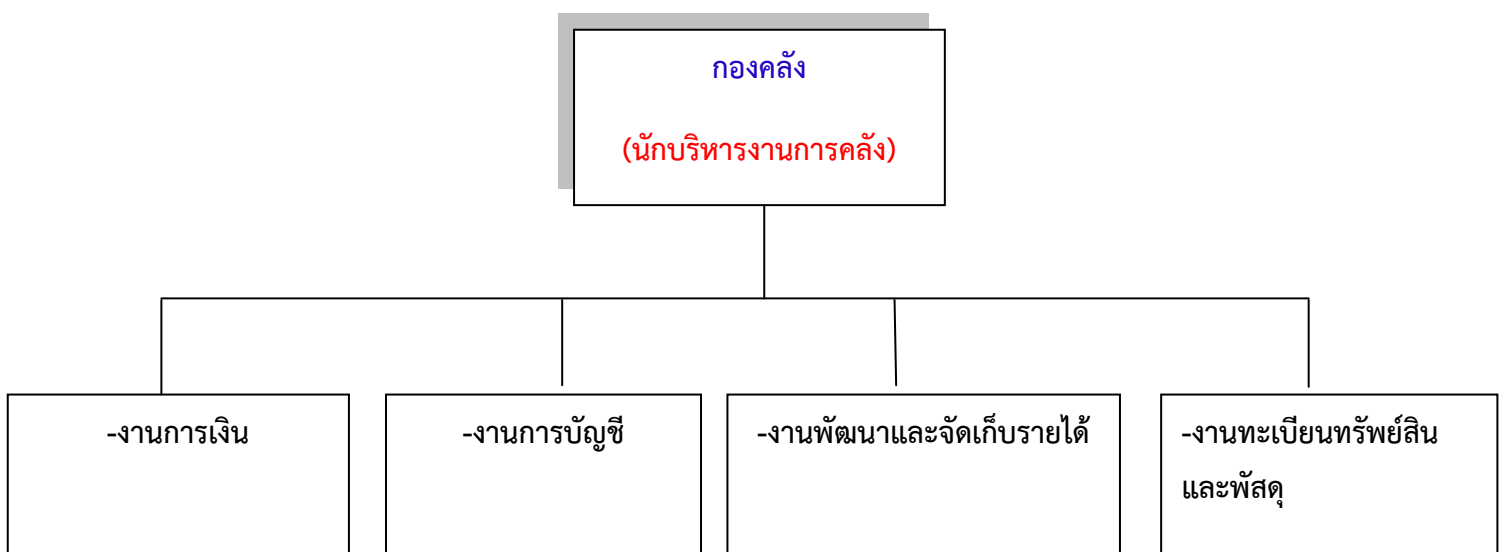 กองคลัง
(นักบริหารงานการคลัง)
-งานการเงิน
-งานการบัญชี
-งานพัฒนาและจัดเก็บรายได้
-งานทะเบียนทรัพย์สิน
และพัสดุ